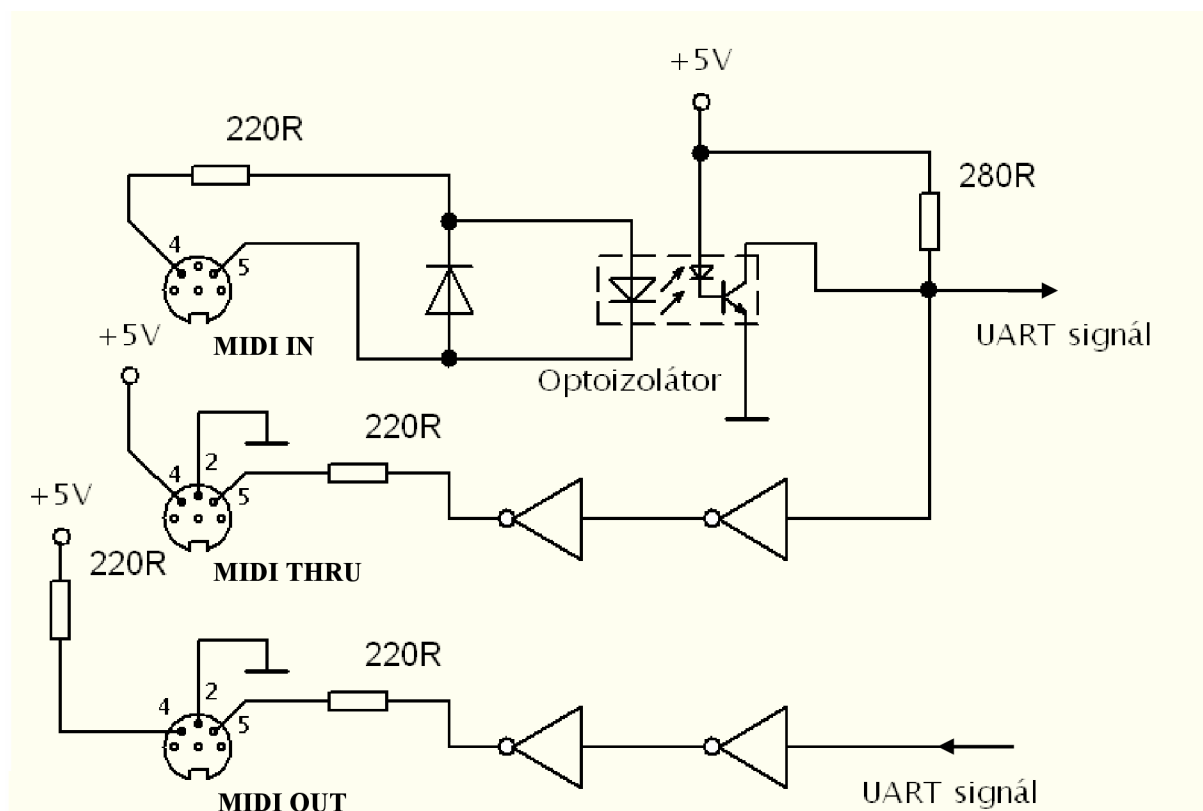 +5V
220R
280R
4
5
+5V
MIDI IN
UART signál
Optoizolátor
220R
4
2
5
+5V
220R
MIDI THRU
220R
4
2
5
MIDI OUT
UART signál